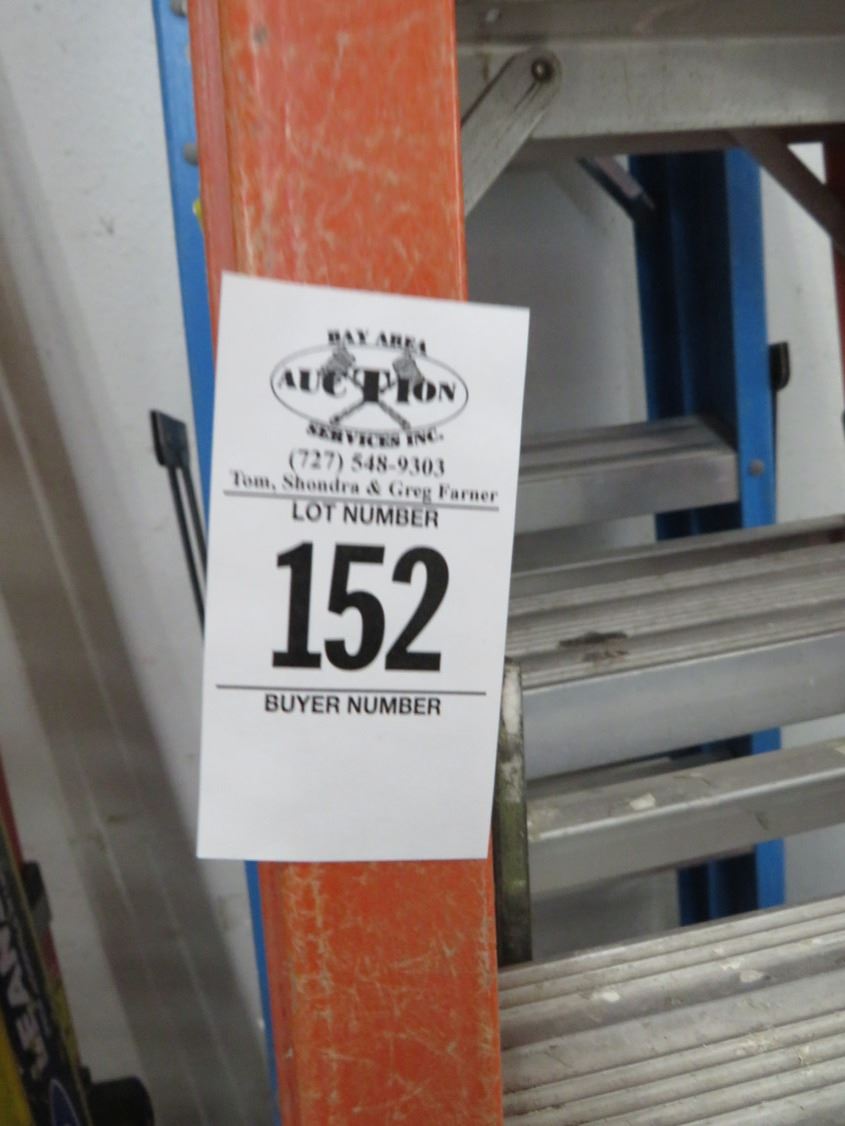 BAY AREA
AUCTION
SERVICES INC.
(727) 548-9303
Tom, Shondra & Greg Farner
LOT NUMBER
152
BUYER NUMBER